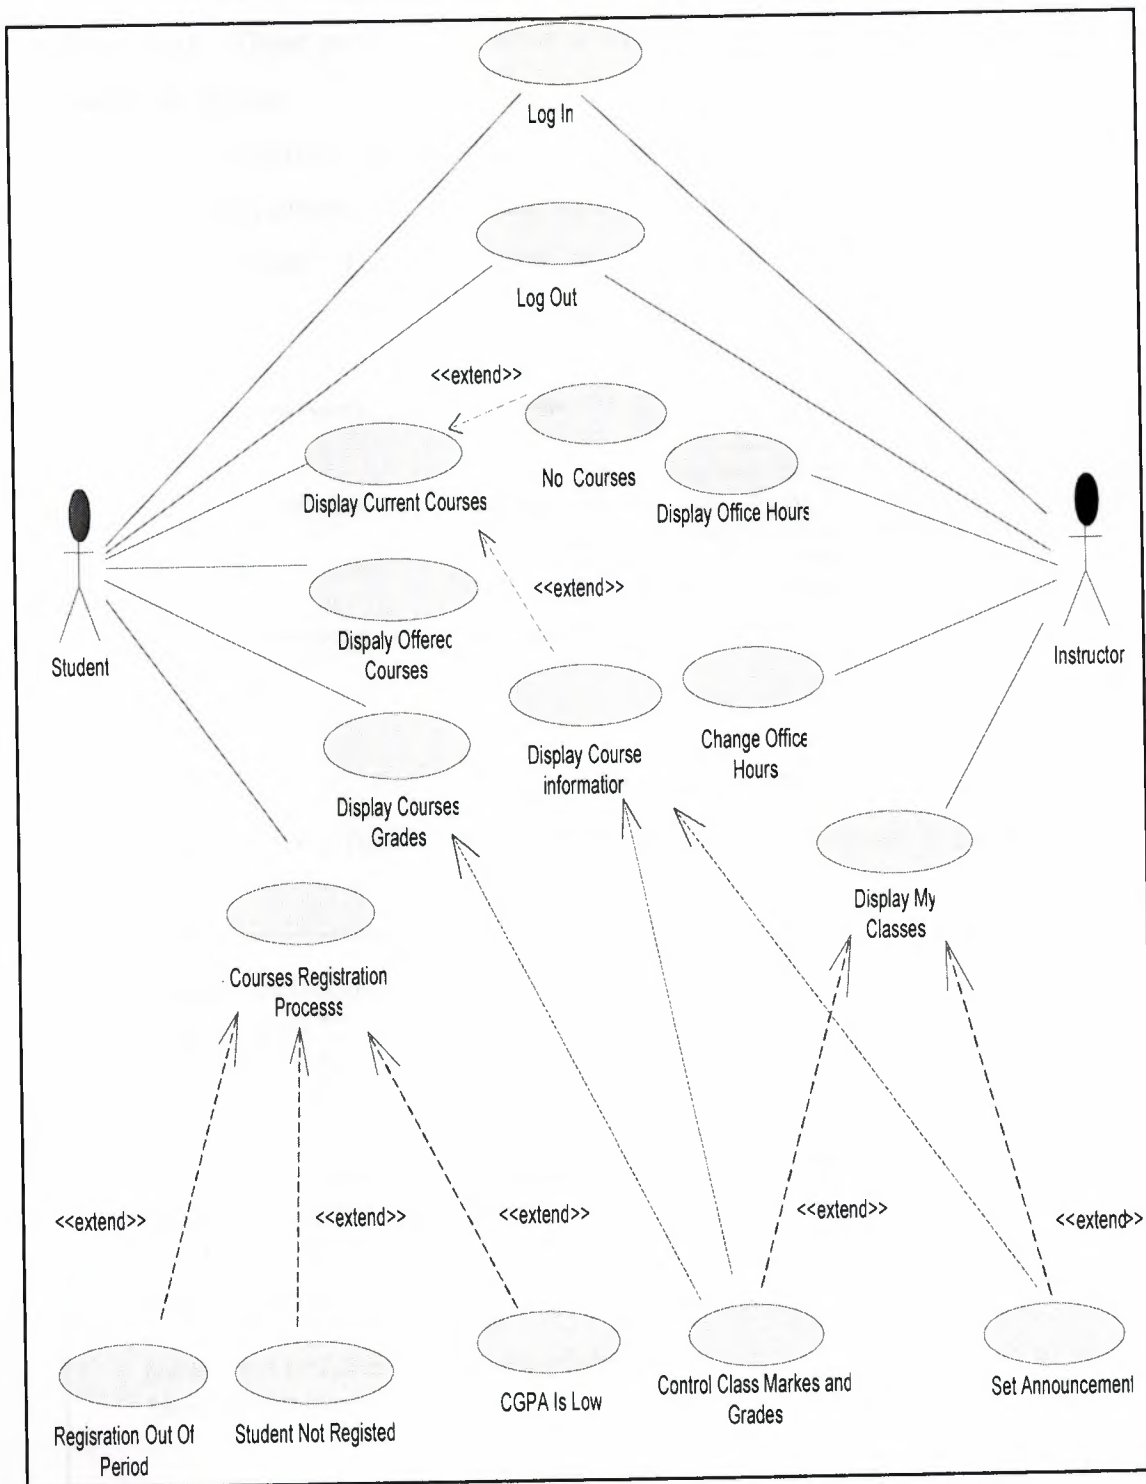 Log In
Log Out
<<extend>>
No Courses
Display Current Courses
Display Office Hours
<<extend>>
Student
Dispaly Offered
Courses
Instructor
Display Course
information
Change Office
Hours
Display Courses
Grades
Display My
Classes
Courses Registration
Processs
<<extend>>
<<extend>>
<<extend>>
<<extend>>
<<extend>>
Regisration Out Of
Period
Student Not Registed
CGPA Is Low
Control Class Markes and
Grades
Set Announcement